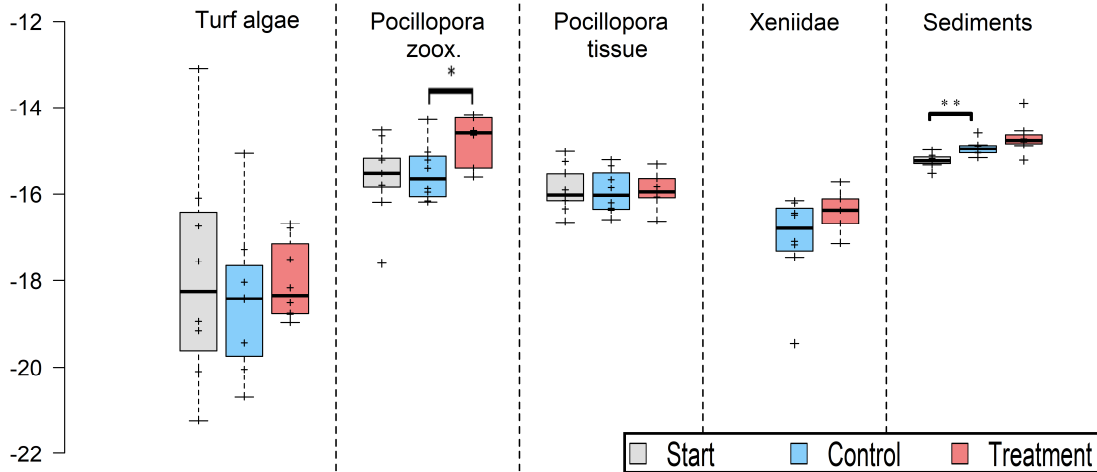 Turf algae
Pocillopora
zoox.
Pocillopora
tissue
Xeniidae
Sediments
*
**
-12
-14
-16
-18
-20
-22
Start
Control
Treatment